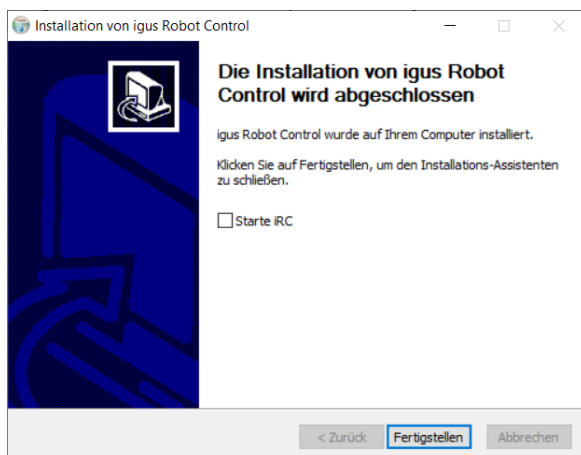 Installation von igus Robot Control
Die Installation von igus Robot
Control wird abgeschlossen
igus Robot Control wurde auf Ihrem Computer installiert.
Klicken Sie auf Fertigstellen, um den Installations-Assistenten
zu schließen.
Starte iRC
< Zurück Fertigstellen Abbrechen